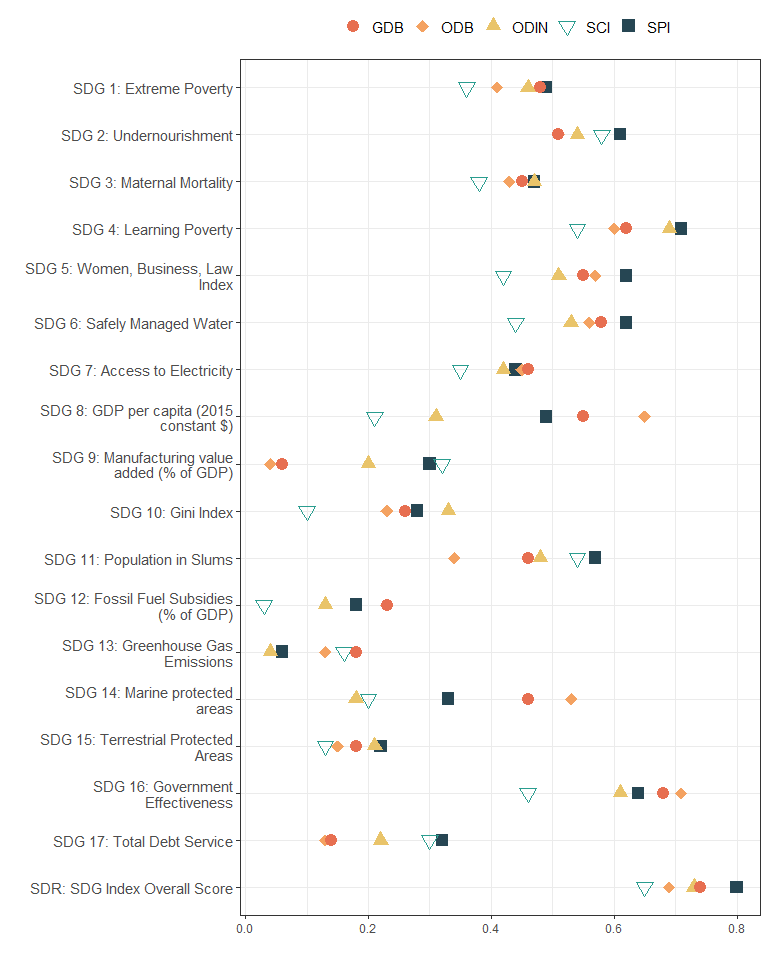 GDB ODB ODIN SCI SPI
SDG 1: Extreme Poverty
SDG 2: Undernourishment
SDG 3: Maternal Mortality
SDG 4: Learning Poverty
SDG 5: Women, Business, Law
Index
SDG 6: Safely Managed Water
SDG 7: Access to Electricity
SDG 8: GDP per capita (2015
constant $)
SDG 9: Manufacturing value
added (% of GDP)
SDG 10: Gini Index
SDG 11: Population in Slums
SDG 12: Fossil Fuel Subsidies
(% of GDP)
SDG 13: Greenhouse Gas
Emissions
SDG 14: Marine protected
areas
SDG 15: Terrestrial Protected
Areas
SDG 16: Government
Effectiveness
SDG 17: Total Debt Service
SDR: SDG Index Overall Score
0.0 0.2 0.4 0.6 0.8